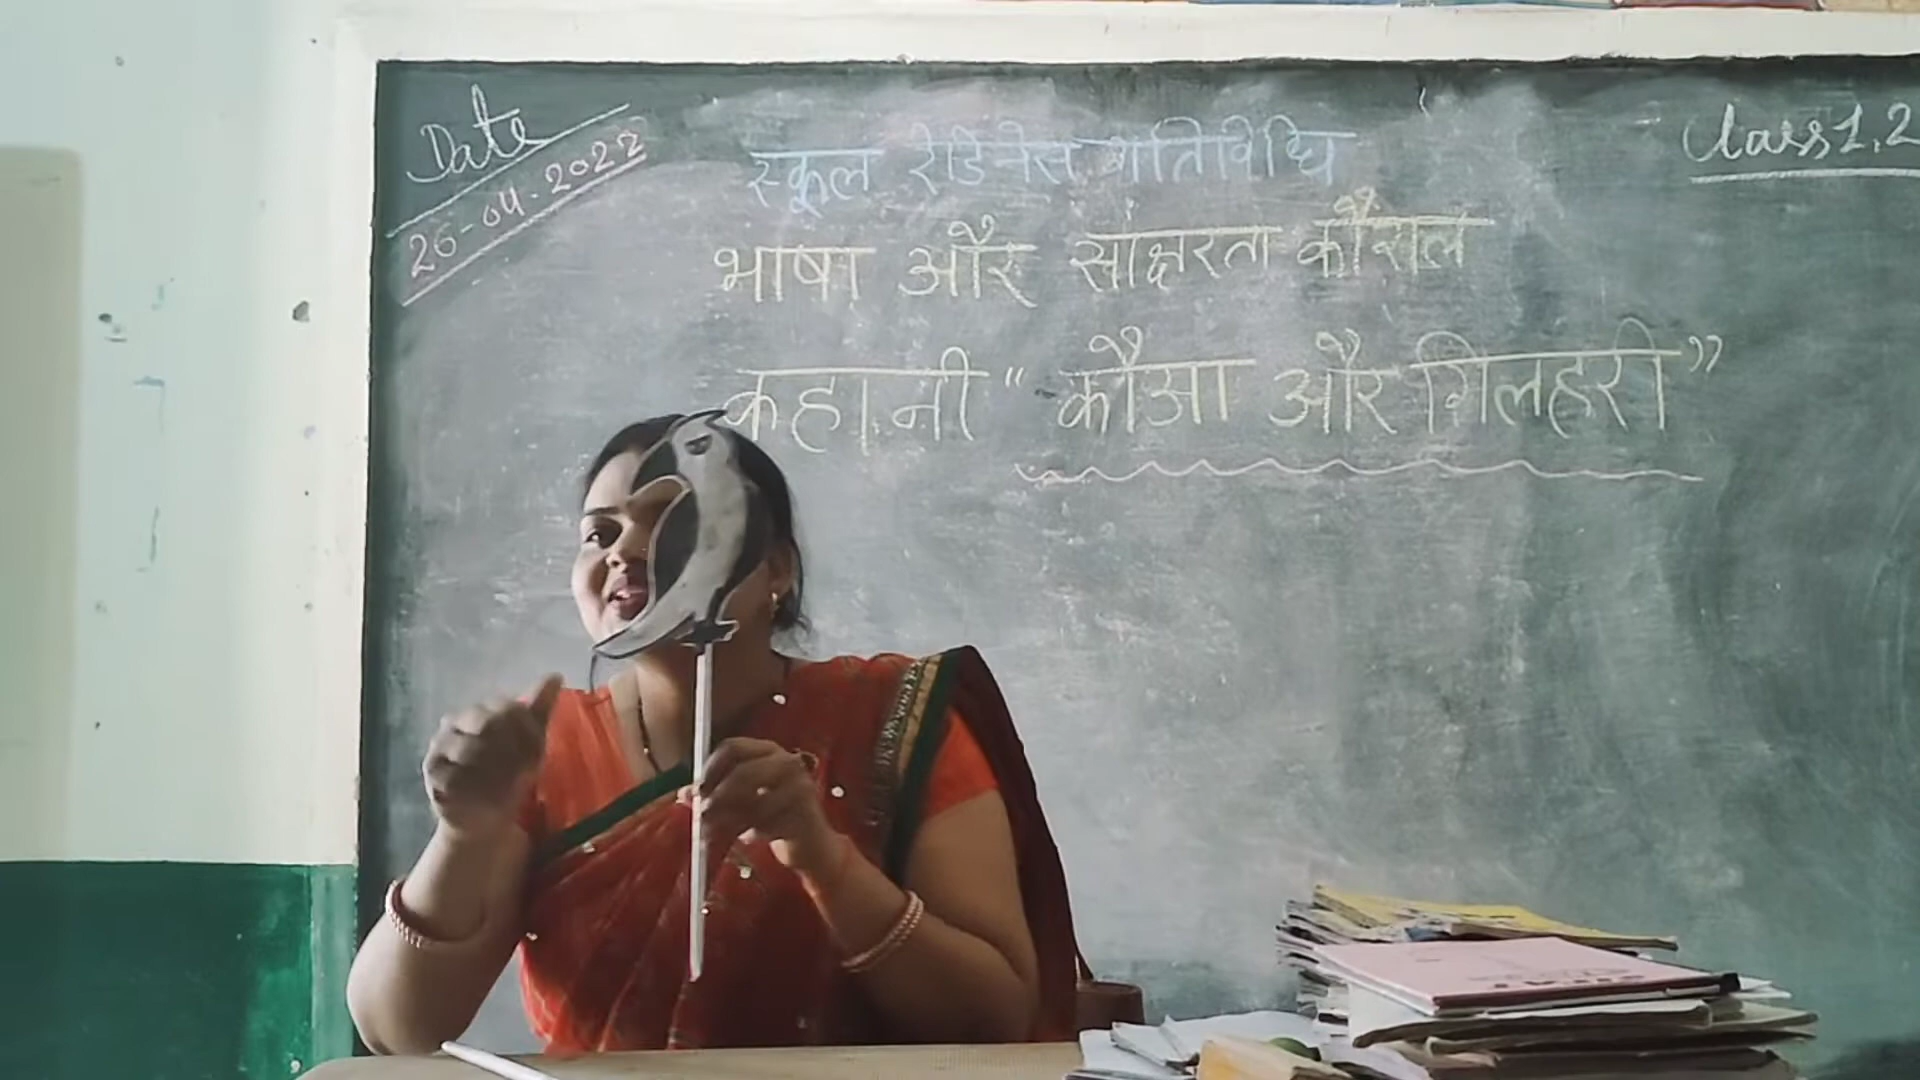 Date
26-04-2022
Class 1,2
स्कूल रेडिनेस गतिविधि
भाषा और साक्षरता कौशल
कहानी "कौआ और गिलहरी"